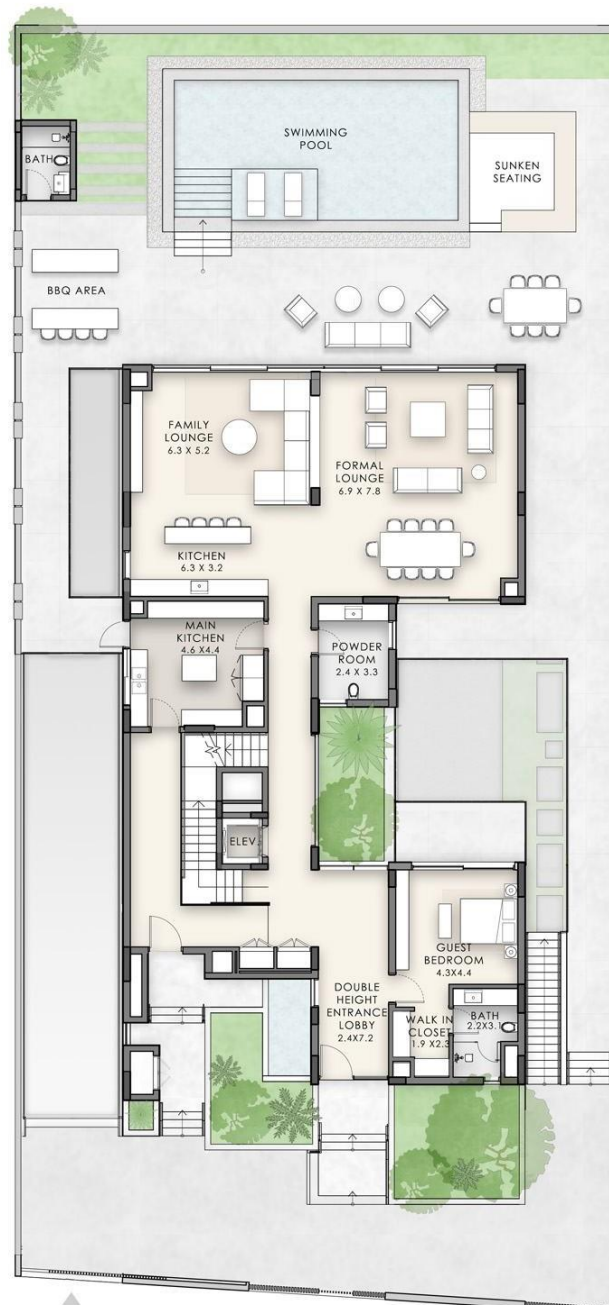 SWIMMING
POOL
BATH
SUNKEN
SEATING
BBQ AREA
FAMILY
LOUNGE
6.3 X 5.2
FORMAL
LOUNGE
6.9 X 7.8
KITCHEN
6.3 X 3.2
MAIN
KITCHEN
4.6 X4.4
POWDER
ROOM
2.4 X 3.3
ELEV.
GUEST
BEDROOM
4.3X4.4
DOUBLE
HEIGHT
ENTRANCE
LOBBY
2.4X7.2
WALK IN
CLOSET
1.9 X2.3
BATH
2.2X3.1